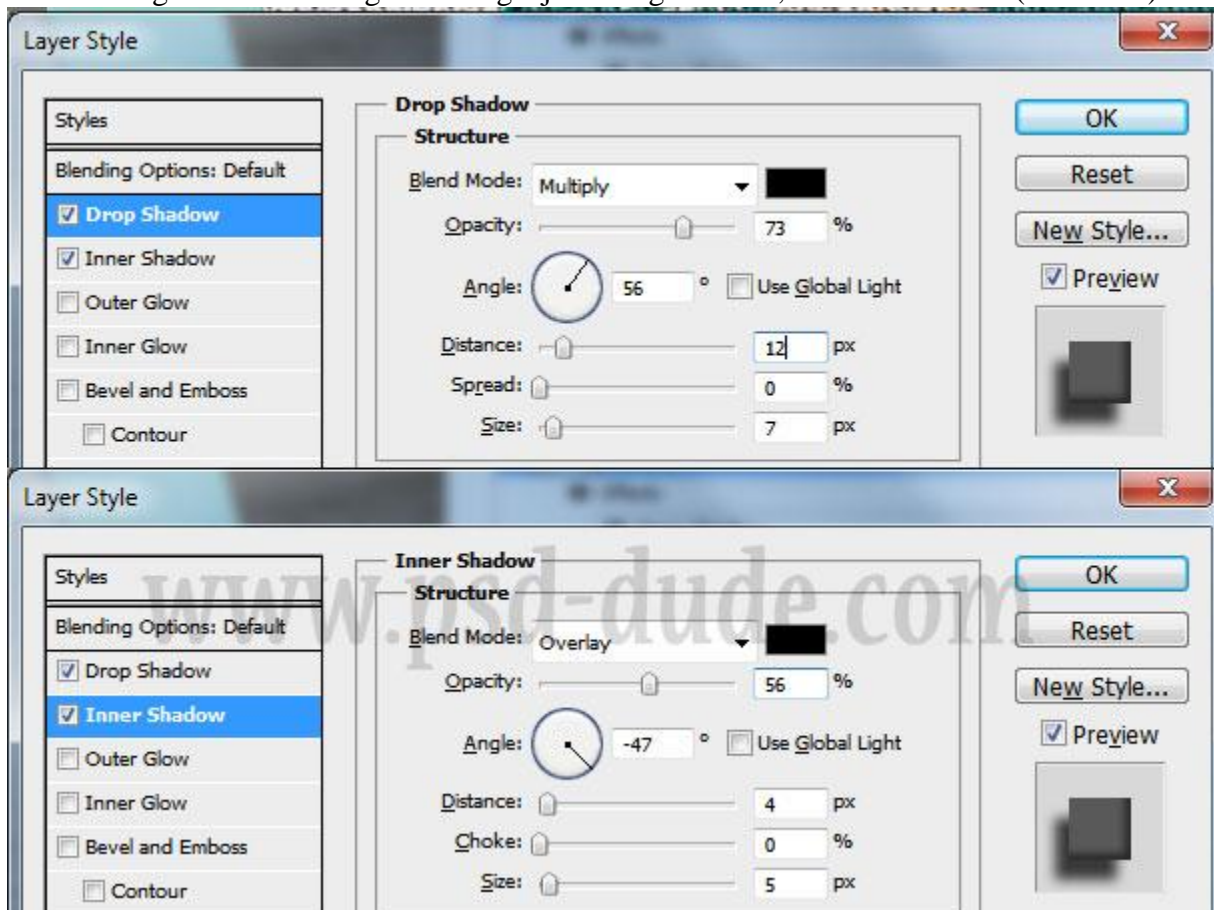 Layer Style
X
Styles
Blending Options: Default
Drop Shadow
Inner Shadow
Outer Glow
Inner Glow
Bevel and Emboss
Contour
Drop Shadow
Structure
Blend Mode: Multiply
Opacity: 73 %
Angle: 56 ° Use Global Light
Distance: 12 px
Spread: 0 %
Size: 7 px
OK
Reset
New Style...
Preview
Layer Style
X
Styles
Blending Options: Default
Drop Shadow
Inner Shadow
Outer Glow
Inner Glow
Bevel and Emboss
Contour
Inner Shadow
Structure
Blend Mode: Overlay
Opacity: 56 %
Angle: -47 ° Use Global Light
Distance: 4 px
Choke: 0 %
Size: 5 px
OK
Reset
New Style...
Preview
www.psd-dude.com